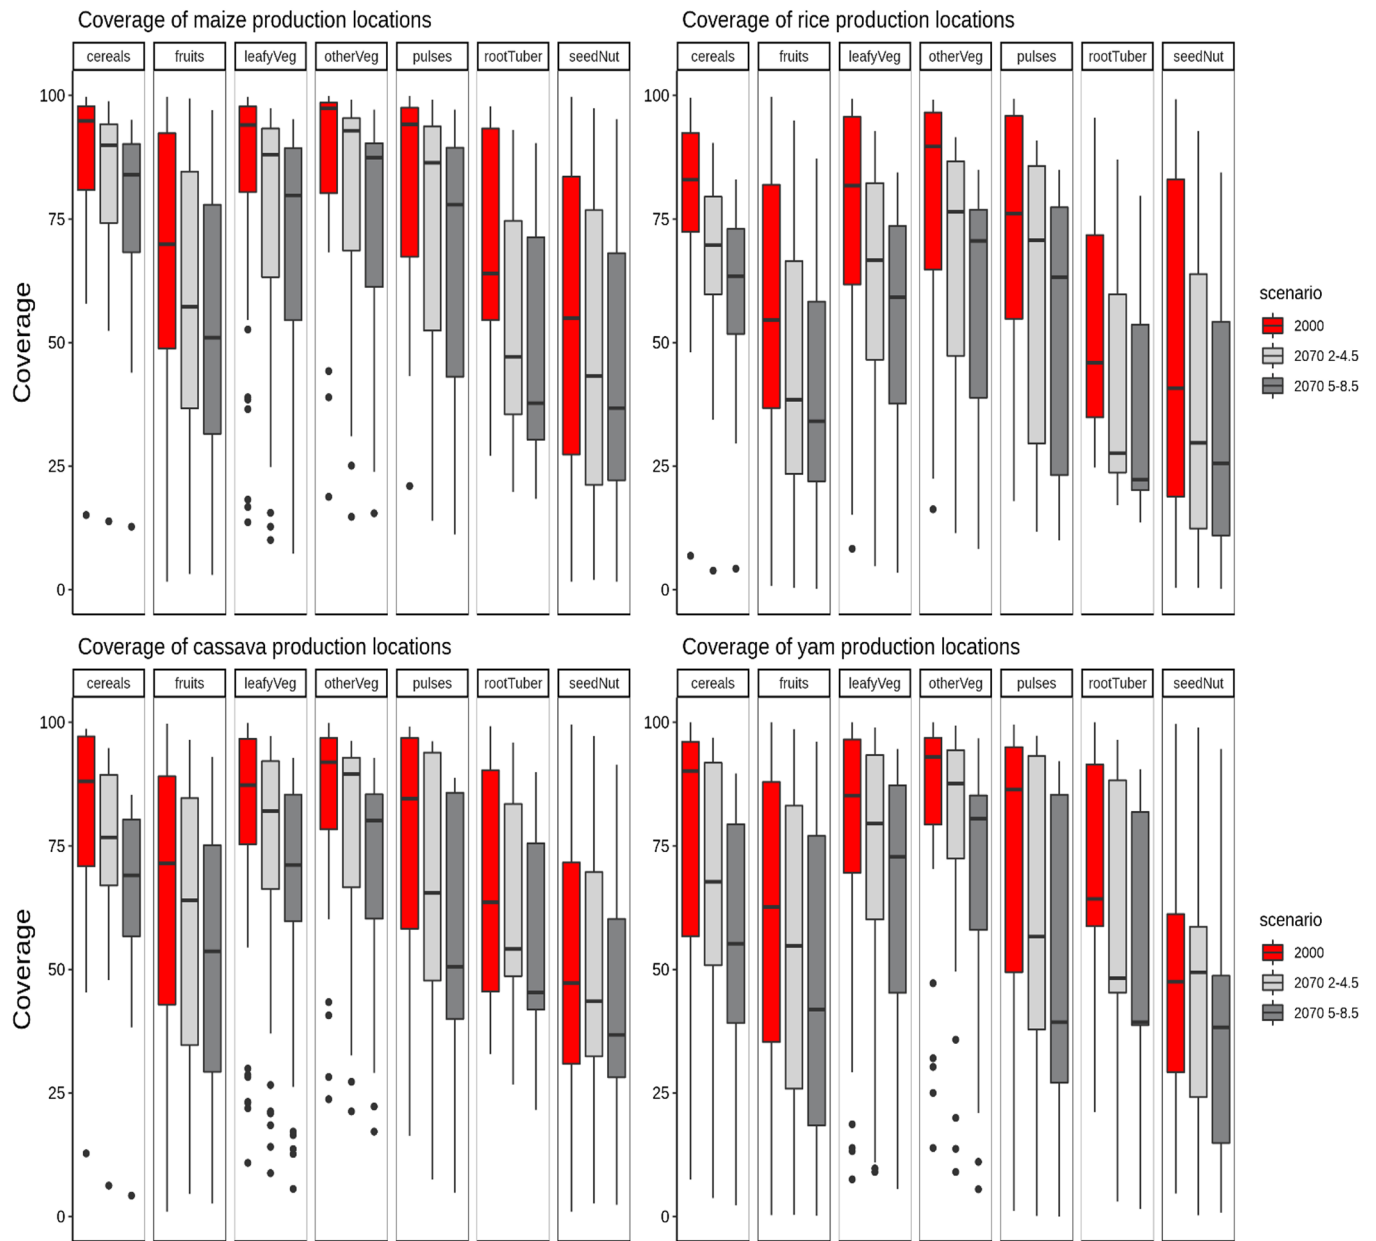 Coverage of maize production locations
Coverage of rice production locations
cereals fruits leafyVeg otherVeg pulses rootTuber seedNut
cereals fruits leafyVeg otherVeg pulses rootTuber seedNut
100
75
50
25
0
Coverage
100
75
50
25
0
scenario
2000
2070 2-4.5
2070 5-8.5
Coverage of cassava production locations
Coverage of yam production locations
cereals fruits leafyVeg otherVeg pulses rootTuber seedNut
cereals fruits leafyVeg otherVeg pulses rootTuber seedNut
100
75
50
25
0
Coverage
100
75
50
25
0
scenario
2000
2070 2-4.5
2070 5-8.5